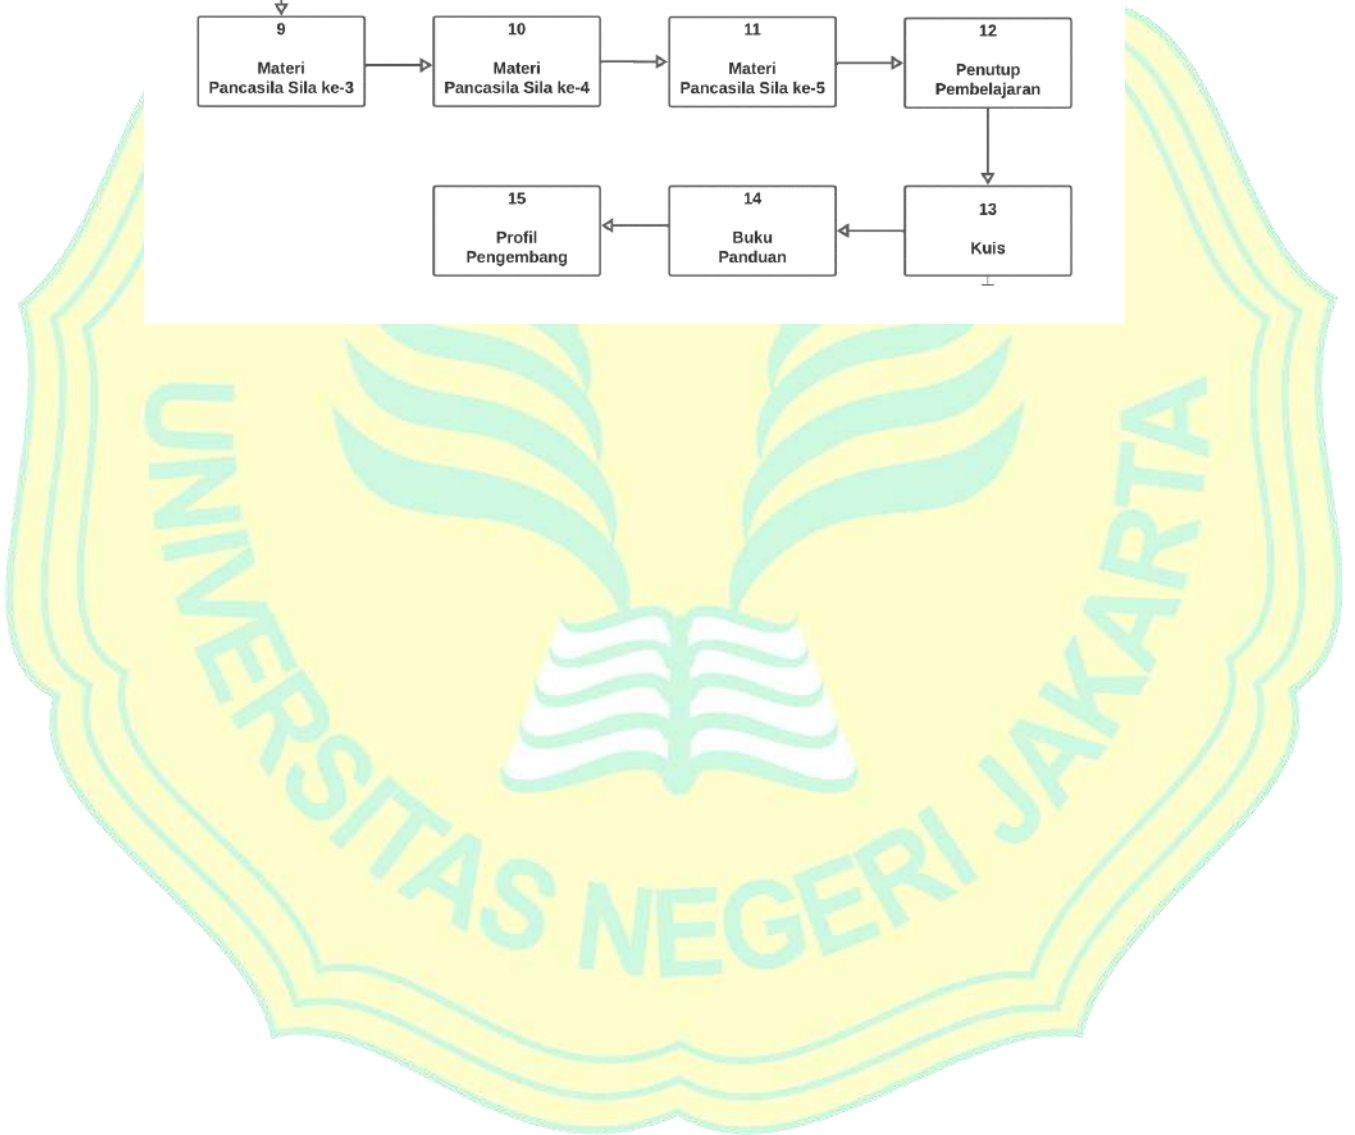 9
Materi
Pancasila Sila ke-3
10
Materi
Pancasila Sila ke-4
11
Materi
Pancasila Sila ke-5
12
Penutup
Pembelajaran
13
Kuis
14
Buku
Panduan
15
Profil
Pengembang
UNIVERSITAS NEGERI JAKARTA